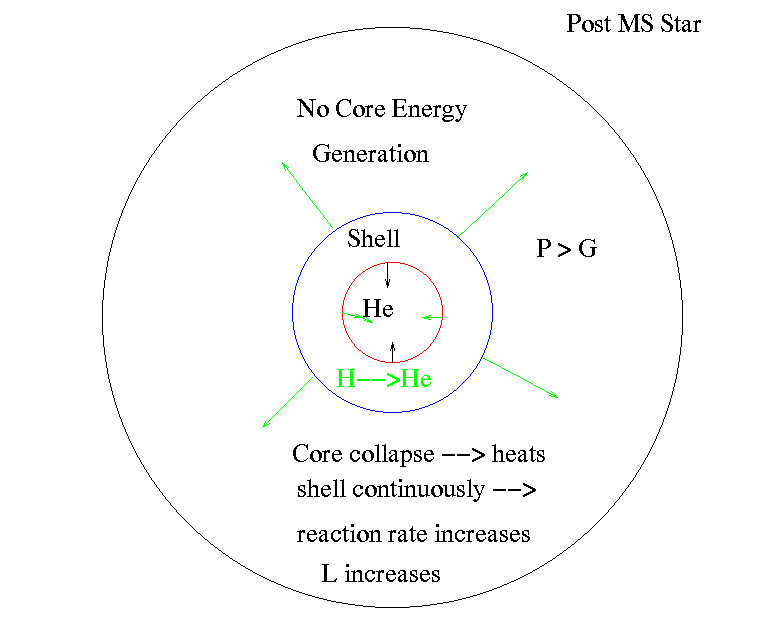 Post MS Star
No Core Energy
Generation
P > G
Shell
He
H−−>He
Core collapse −−> heats
shell continuously −−>
reaction rate increases
L increases